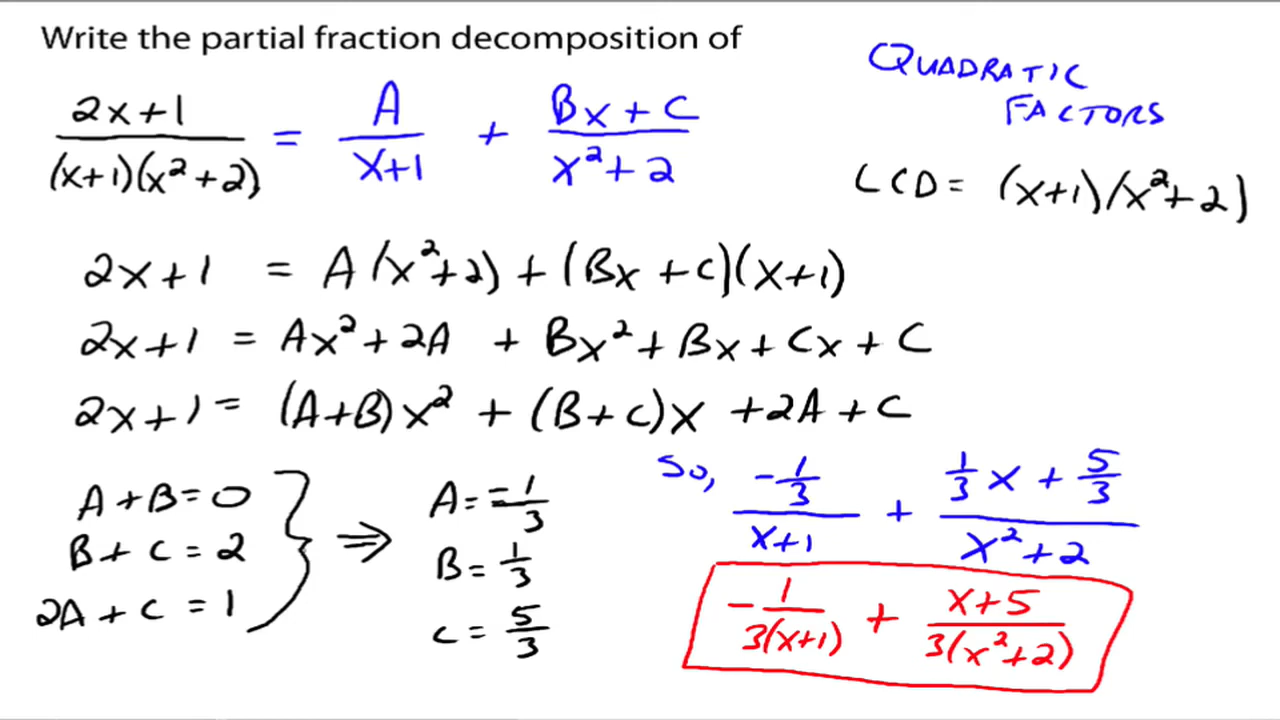 Write the partial fraction decomposition of
QUADRATIC
FACTORS
2x+1/((x+1)(x²+2)) = A/(x+1) + (Bx+C)/(x²+2)
LCD = (x+1)(x²+2)
2x+1 = A(x²+2) + (Bx+C)(x+1)
2x+1 = Ax² + 2A + Bx² + Bx + Cx + C
2x+1 = (A+B)x² + (B+C)x + 2A + C
A+B=0
B+C=2
2A+C=1
} ⇒
A = -1/3
B = 1/3
C = 5/3
So, (-1/3)/(x+1) + (1/3 x + 5/3)/(x²+2)
-1/(3(x+1)) + (x+5)/(3(x²+2))